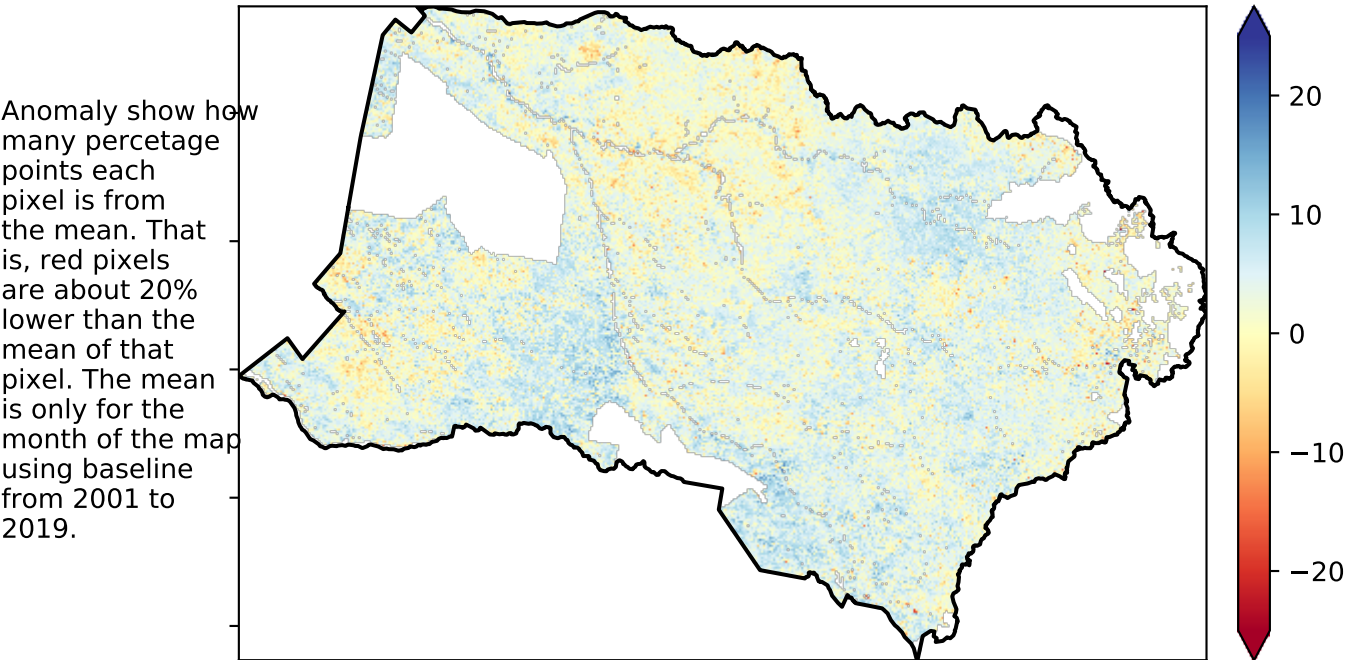 Anomaly show how
many percetage
points each
pixel is from
the mean. That
is, red pixels
are about 20%
lower than the
mean of that
pixel. The mean
is only for the
month of the map
using baseline
from 2001 to
2019.
20
10
0
−10
−20